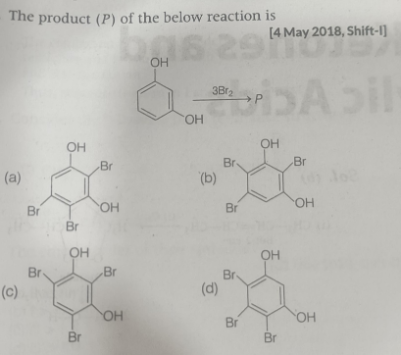 The product (P) of the below reaction is
[4 May 2018, Shift-I]
OH
3Br₂
P
OH
(a)
OH
Br
OH
Br
Br
(b)
OH
Br
Br
Br
OH
(c)
OH
Br
Br
OH
Br
(d)
OH
Br
Br
OH
Br